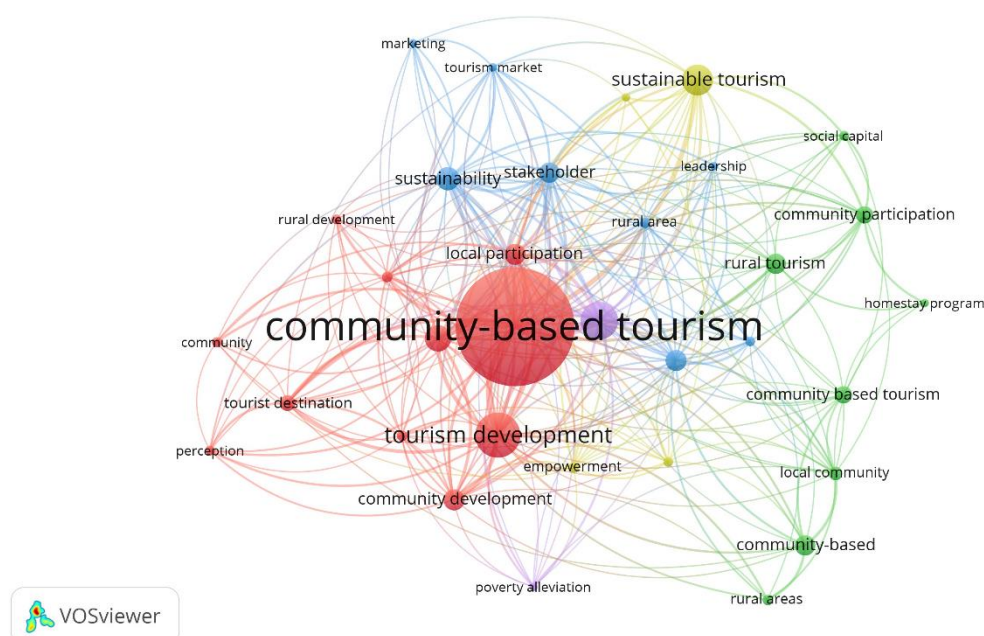 marketing
tourism market
sustainable tourism
social capital
leadership
stakeholder
sustainability
community participation
rural development
rural area
local participation
rural tourism
homestay program
community-based tourism
community
community based tourism
tourist destination
tourism development
perception
empowerment
local community
community development
community-based
poverty alleviation
rural areas
VOSviewer